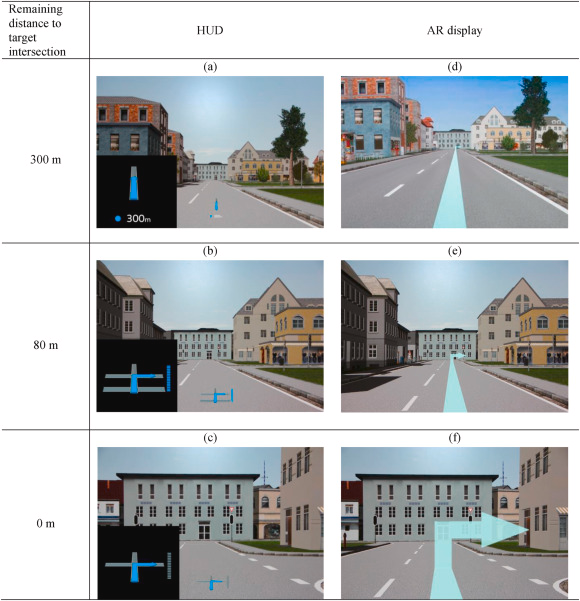 Remaining
distance to
target
intersection
HUD
AR display
300 m
(a)
(d)
300m
80 m
(b)
(e)
0 m
(c)
(f)